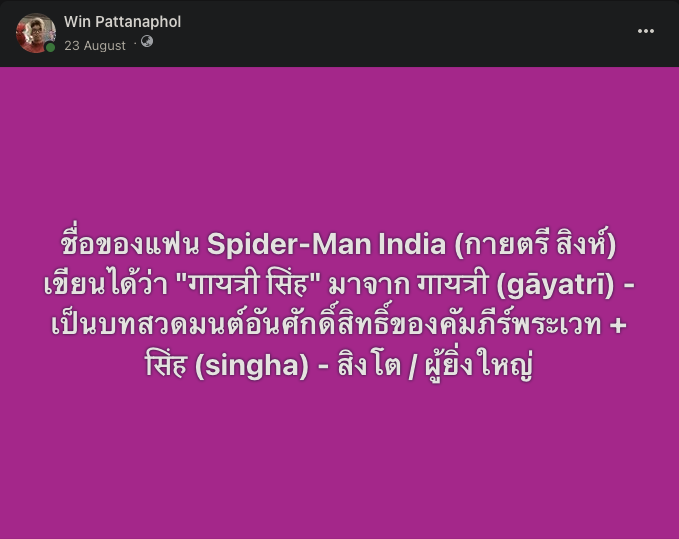 Win Pattanaphol
23 August ·
ชื่อของแฟน Spider-Man India (กายตรี สิงห์)
เขียนได้ว่า "गायत्री सिंह" มาจาก गायत्री (gāyatrī) -
เป็นบทสวดมนต์อันศักดิ์สิทธิ์ของคัมภีร์พระเวท +
सिंह (singha) - สิงโต / ผู้ยิ่งใหญ่